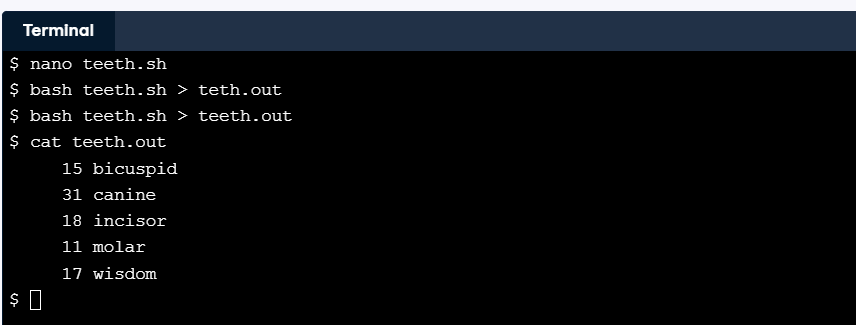 Terminal
$ nano teeth.sh
$ bash teeth.sh > teth.out
$ bash teeth.sh > teeth.out
$ cat teeth.out
     15 bicuspid
     31 canine
     18 incisor
     11 molar
     17 wisdom
$